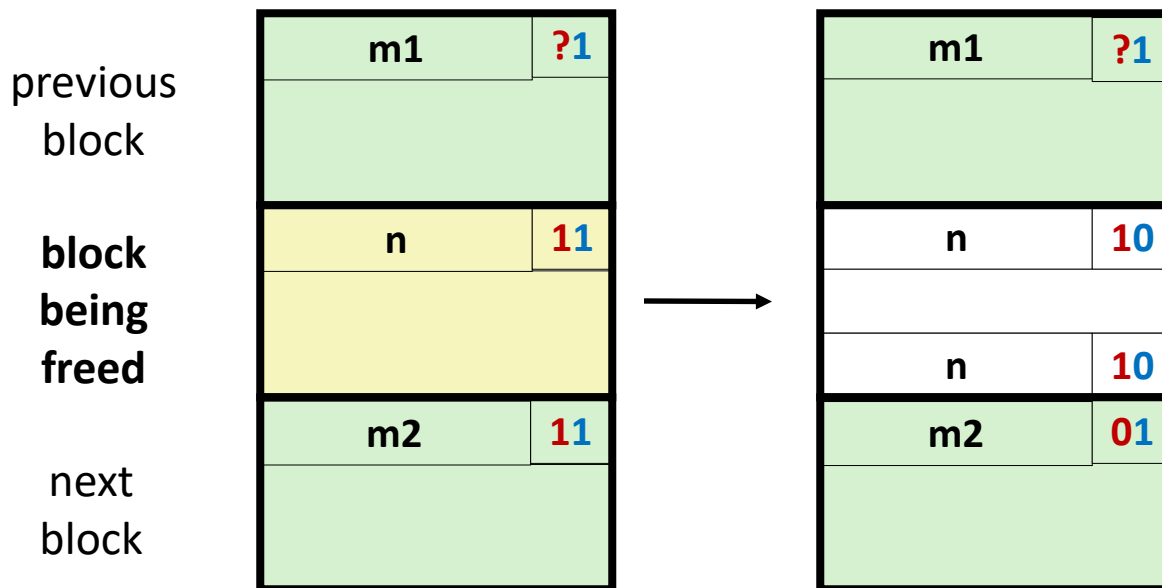 m1 ?1 m1 ?1
previous
block
n 11 n 10
block
being
freed
n 10
m2 11 m2 01
next
block